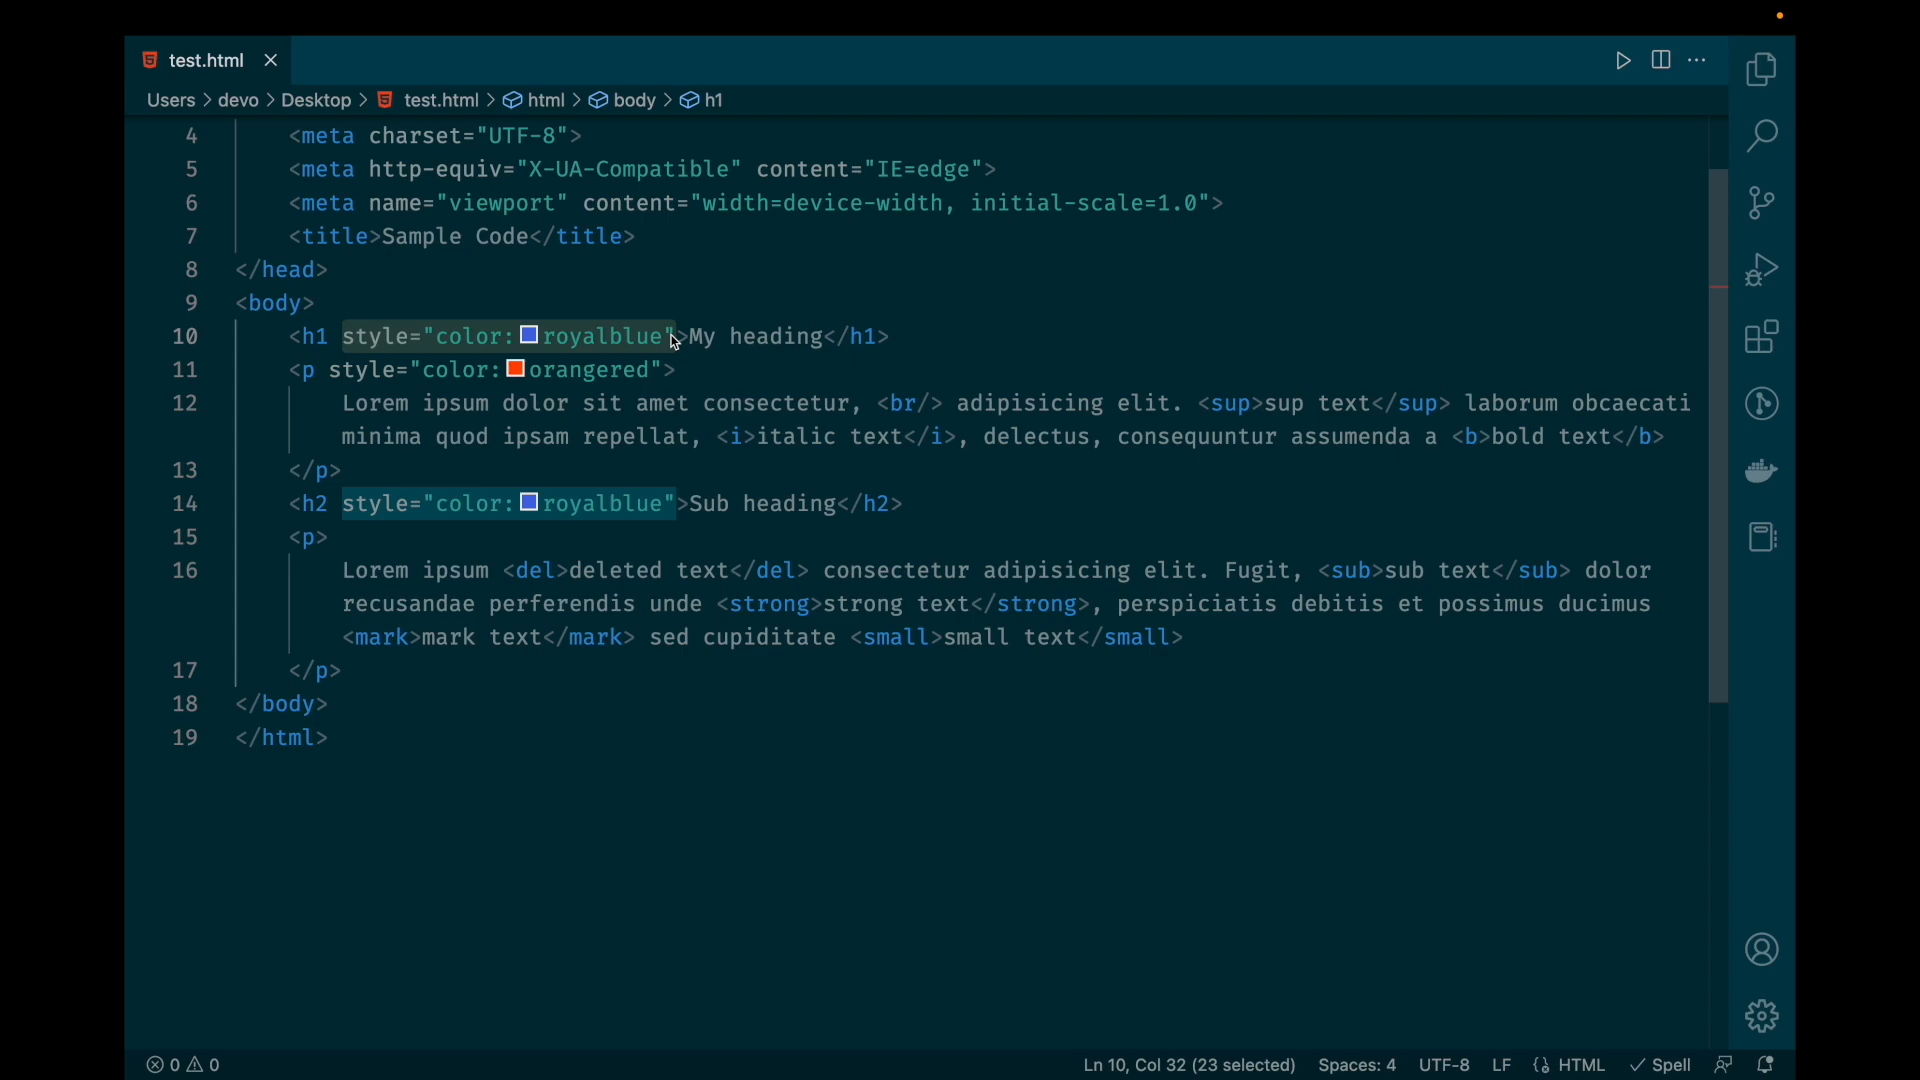 test.html
Users > devo > Desktop > test.html > html > body > h1
4 <meta charset="UTF-8">
5 <meta http-equiv="X-UA-Compatible" content="IE=edge">
6 <meta name="viewport" content="width=device-width, initial-scale=1.0">
7 <title>Sample Code</title>
8 </head>
9 <body>
10 <h1 style="color:royalblue">My heading</h1>
11 <p style="color:orangered">
12 Lorem ipsum dolor sit amet consectetur, <br/> adipisicing elit. <sup>sup text</sup> laborum obcaecati
minima quod ipsam repellat, <i>italic text</i>, delectus, consequuntur assumenda a <b>bold text</b>
13 </p>
14 <h2 style="color:royalblue">Sub heading</h2>
15 <p>
16 Lorem ipsum <del>deleted text</del> consectetur adipisicing elit. Fugit, <sub>sub text</sub> dolor
recusandae perferendis unde <strong>strong text</strong>, perspiciatis debitis et possimus ducimus
<mark>mark text</mark> sed cupiditate <small>small text</small>
17 </p>
18 </body>
19 </html>
0 0 Ln 10, Col 32 (23 selected) Spaces: 4 UTF-8 LF HTML Spell